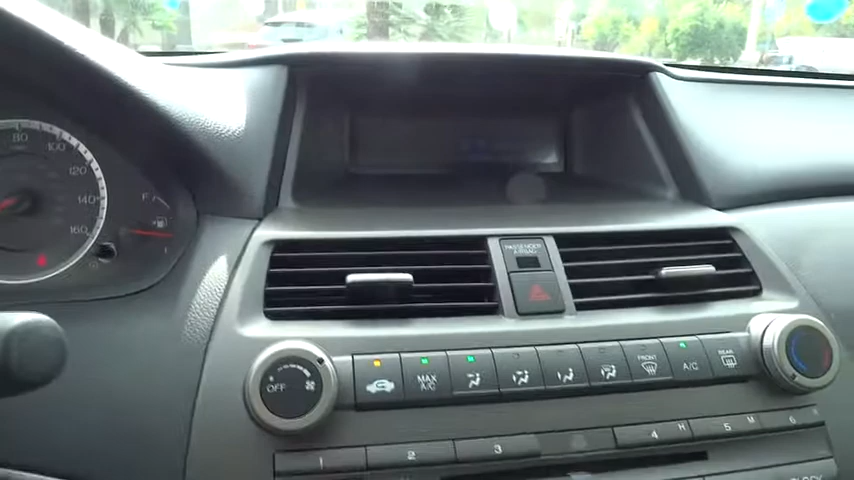 80
100
120
140
160
F
PASSENGER
AIRBAG
OFF
MAX
A/C
FRONT
A/C
REAR
1
2
3
4
H
5
M
6